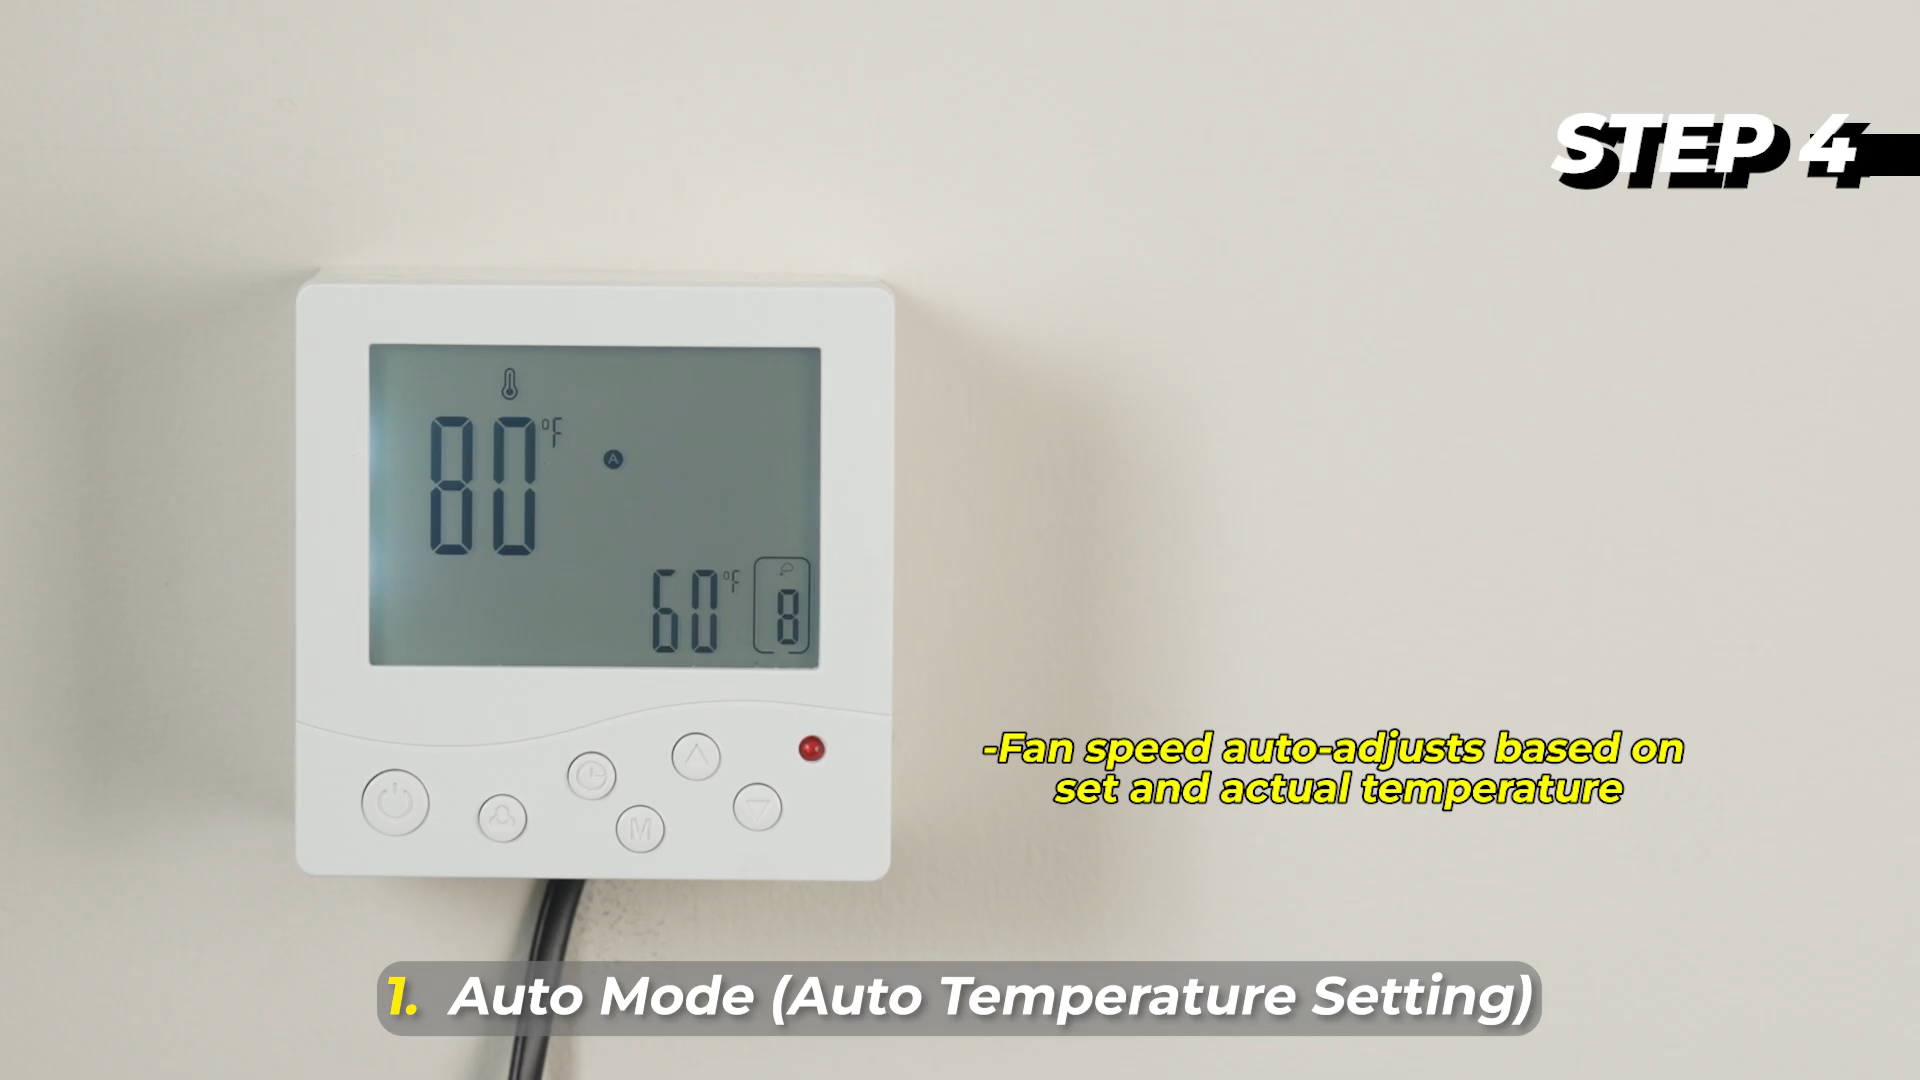 STEP 4
80°F
A
60°F
8
M
-Fan speed auto-adjusts based on
set and actual temperature
1. Auto Mode (Auto Temperature Setting)